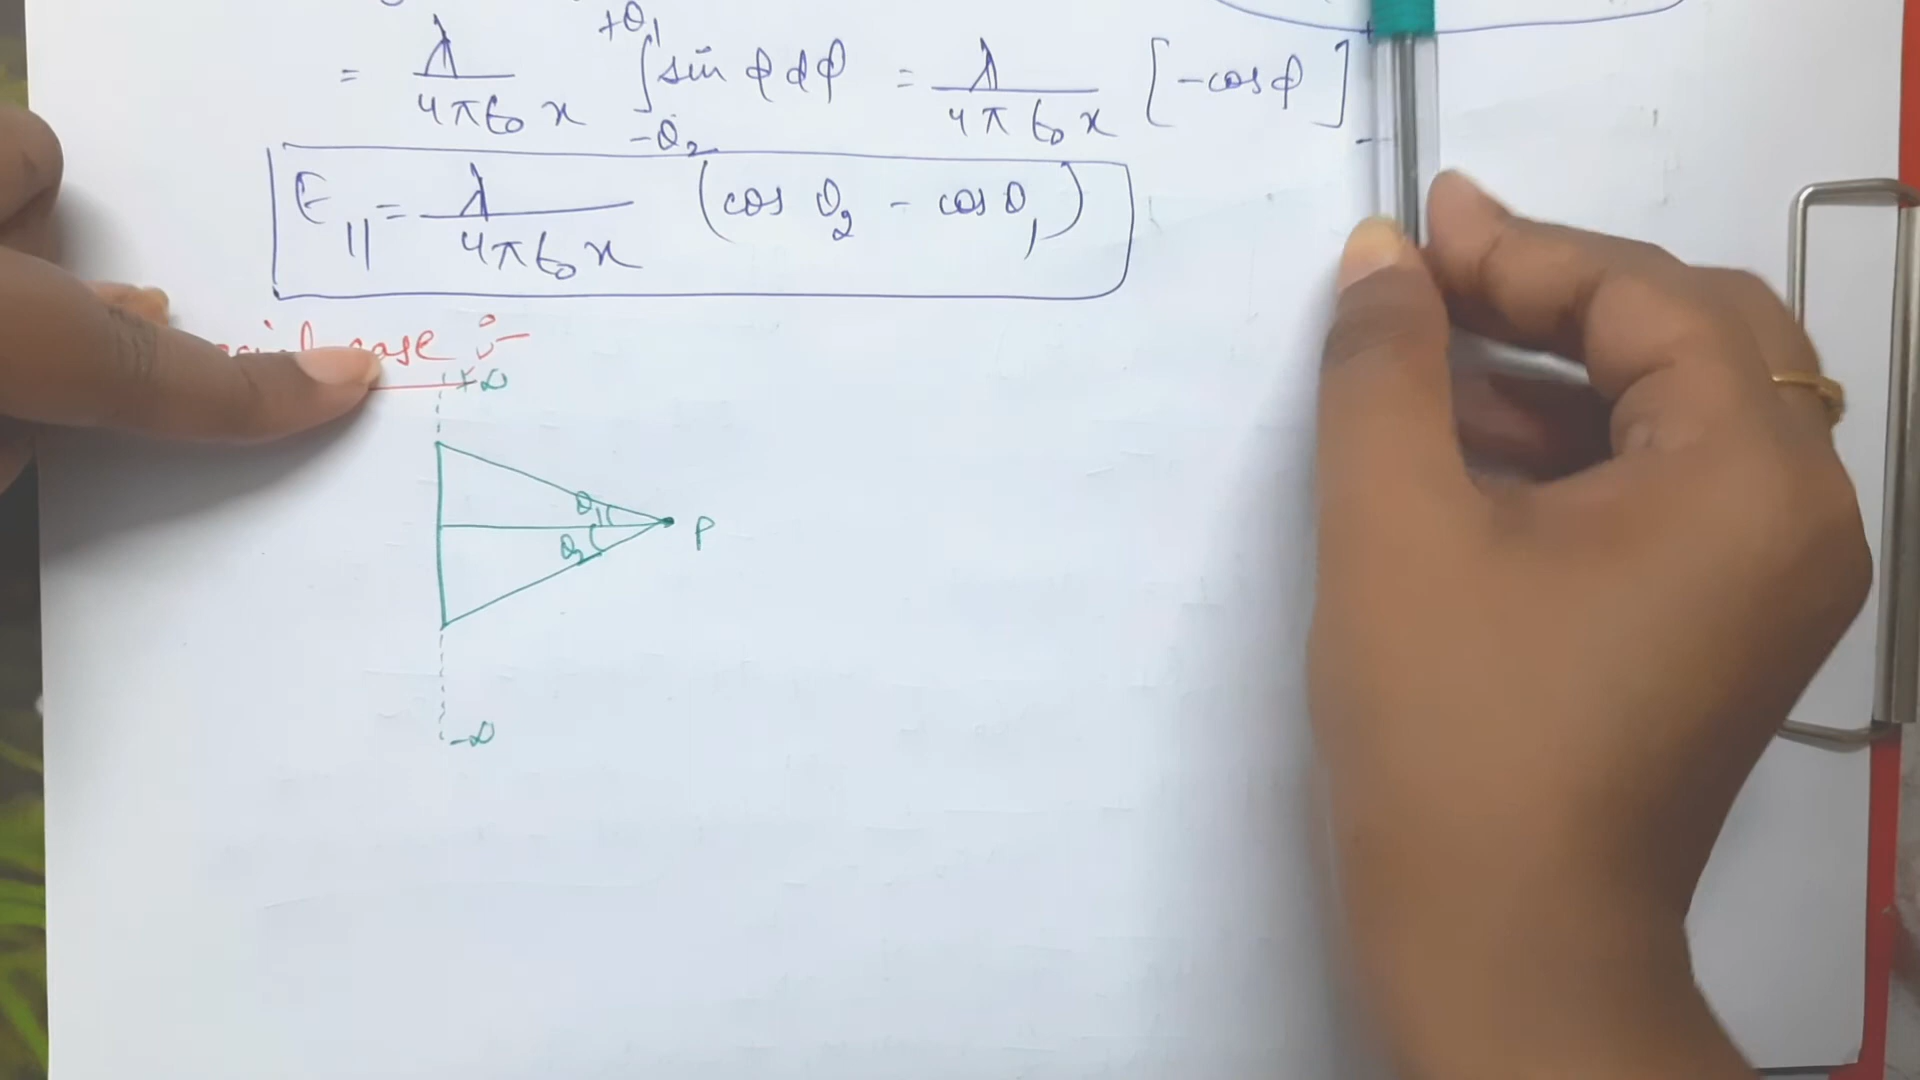 +θ₁
= λ / 4πε₀x ∫ sin φ dφ = λ / 4πε₀x [-cos φ]
-θ₂
E∥ = λ / 4πε₀x (cos θ₂ - cos θ₁)
case :-
+∞
θ₁
P
θ₂
-∞